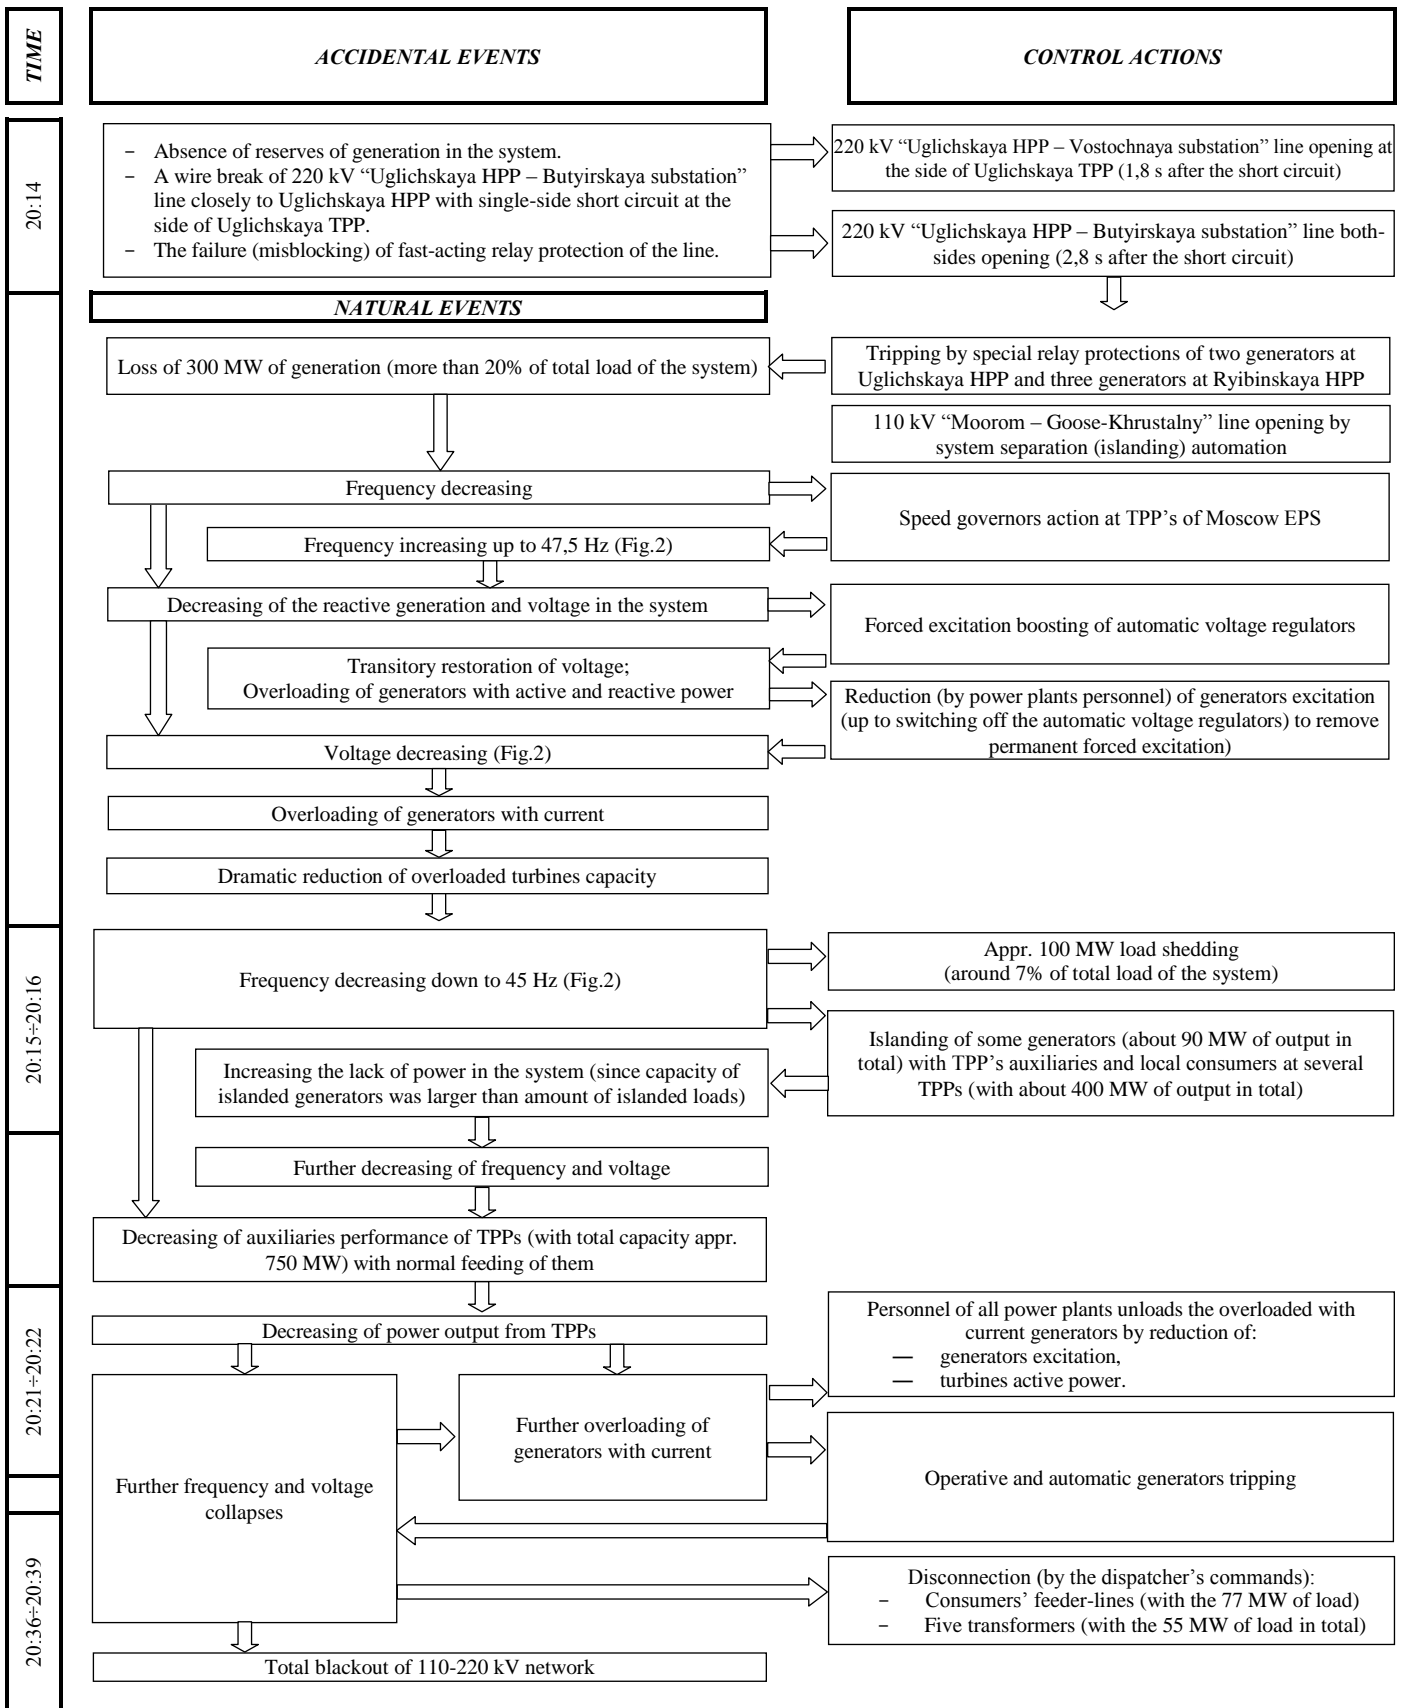 TIME
ACCIDENTAL EVENTS
CONTROL ACTIONS
20:14
- Absence of reserves of generation in the system.
- A wire break of 220 kV “Uglichskaya HPP – Butyirskaya substation”
line closely to Uglichskaya HPP with single-side short circuit at the
side of Uglichskaya TPP.
- The failure (misblocking) of fast-acting relay protection of the line.
220 kV “Uglichskaya HPP – Vostochnaya substation” line opening at
the side of Uglichskaya TPP (1,8 s after the short circuit)
220 kV “Uglichskaya HPP – Butyirskaya substation” line both-
sides opening (2,8 s after the short circuit)
NATURAL EVENTS
Loss of 300 MW of generation (more than 20% of total load of the system)
Tripping by special relay protections of two generators at
Uglichskaya HPP and three generators at Ryibinskaya HPP
110 kV “Moorom – Goose-Khrustalny” line opening by
system separation (islanding) automation
Frequency decreasing
Speed governors action at TPP’s of Moscow EPS
Frequency increasing up to 47,5 Hz (Fig.2)
Decreasing of the reactive generation and voltage in the system
Forced excitation boosting of automatic voltage regulators
Transitory restoration of voltage;
Overloading of generators with active and reactive power
Reduction (by power plants personnel) of generators excitation
(up to switching off the automatic voltage regulators) to remove
permanent forced excitation)
Voltage decreasing (Fig.2)
Overloading of generators with current
Dramatic reduction of overloaded turbines capacity
20:15÷20:16
Frequency decreasing down to 45 Hz (Fig.2)
Appr. 100 MW load shedding
(around 7% of total load of the system)
Islanding of some generators (about 90 MW of output in
total) with TPP’s auxiliaries and local consumers at several
TPPs (with about 400 MW of output in total)
Increasing the lack of power in the system (since capacity of
islanded generators was larger than amount of islanded loads)
Further decreasing of frequency and voltage
Decreasing of auxiliaries performance of TPPs (with total capacity appr.
750 MW) with normal feeding of them
20:21÷20:22
Decreasing of power output from TPPs
Personnel of all power plants unloads the overloaded with
current generators by reduction of:
— generators excitation,
— turbines active power.
Further overloading of
generators with current
Operative and automatic generators tripping
Further frequency and voltage
collapses
20:36÷20:39
Disconnection (by the dispatcher’s commands):
- Consumers’ feeder-lines (with the 77 MW of load)
- Five transformers (with the 55 MW of load in total)
Total blackout of 110-220 kV network